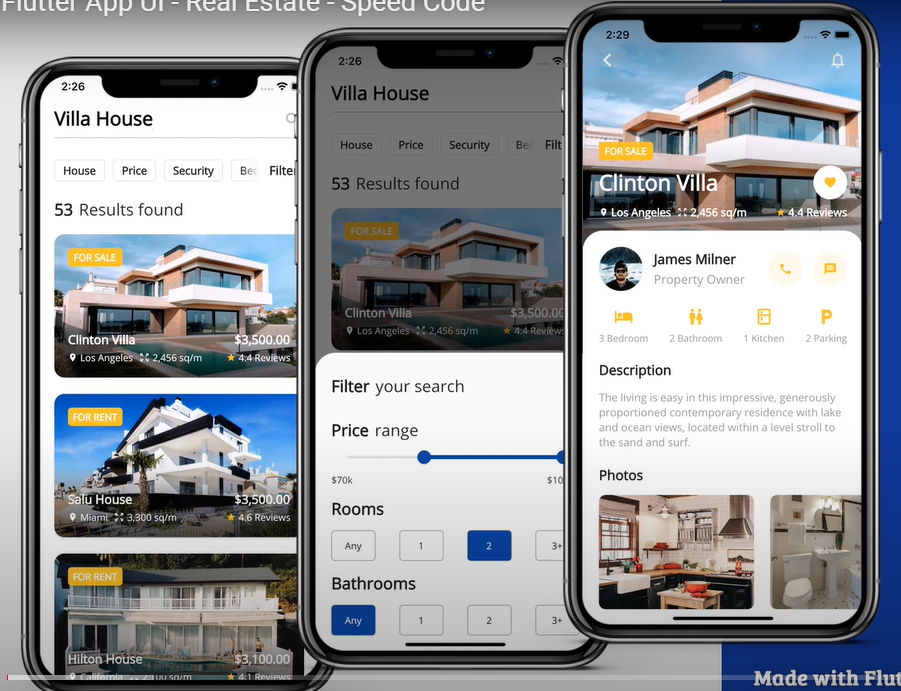 Flutter App UI - Real Estate - Speed Code
2:26
Villa House
House Price Security Filter
53 Results found
FOR SALE
Clinton Villa $3,500.00
Los Angeles 2,456 sq/m 4.4 Reviews
FOR RENT
Salu House $3,500.00
Miami 3,300 sq/m 4.6 Reviews
FOR RENT
Hilton House $3,100.00
California sq/m 4.1 Reviews
2:26
Villa House
House Price Security Filt
53 Results found
FOR SALE
Clinton Villa $3,500.00
Los Angeles 2,456 sq/m 4.4 Reviews
Filter your search
Price range
$70k $10
Rooms
Any 1 2 3+
Bathrooms
Any 1 2 3+
2:29
FOR SALE
Clinton Villa
Los Angeles 2,456 sq/m 4.4 Reviews
James Milner
Property Owner
P
3 Bedroom 2 Bathroom 1 Kitchen 2 Parking
Description
The living is easy in this impressive, generously
proportioned contemporary residence with lake
and ocean views, located within a level stroll to
the sand and surf.
Photos
Made with Flut